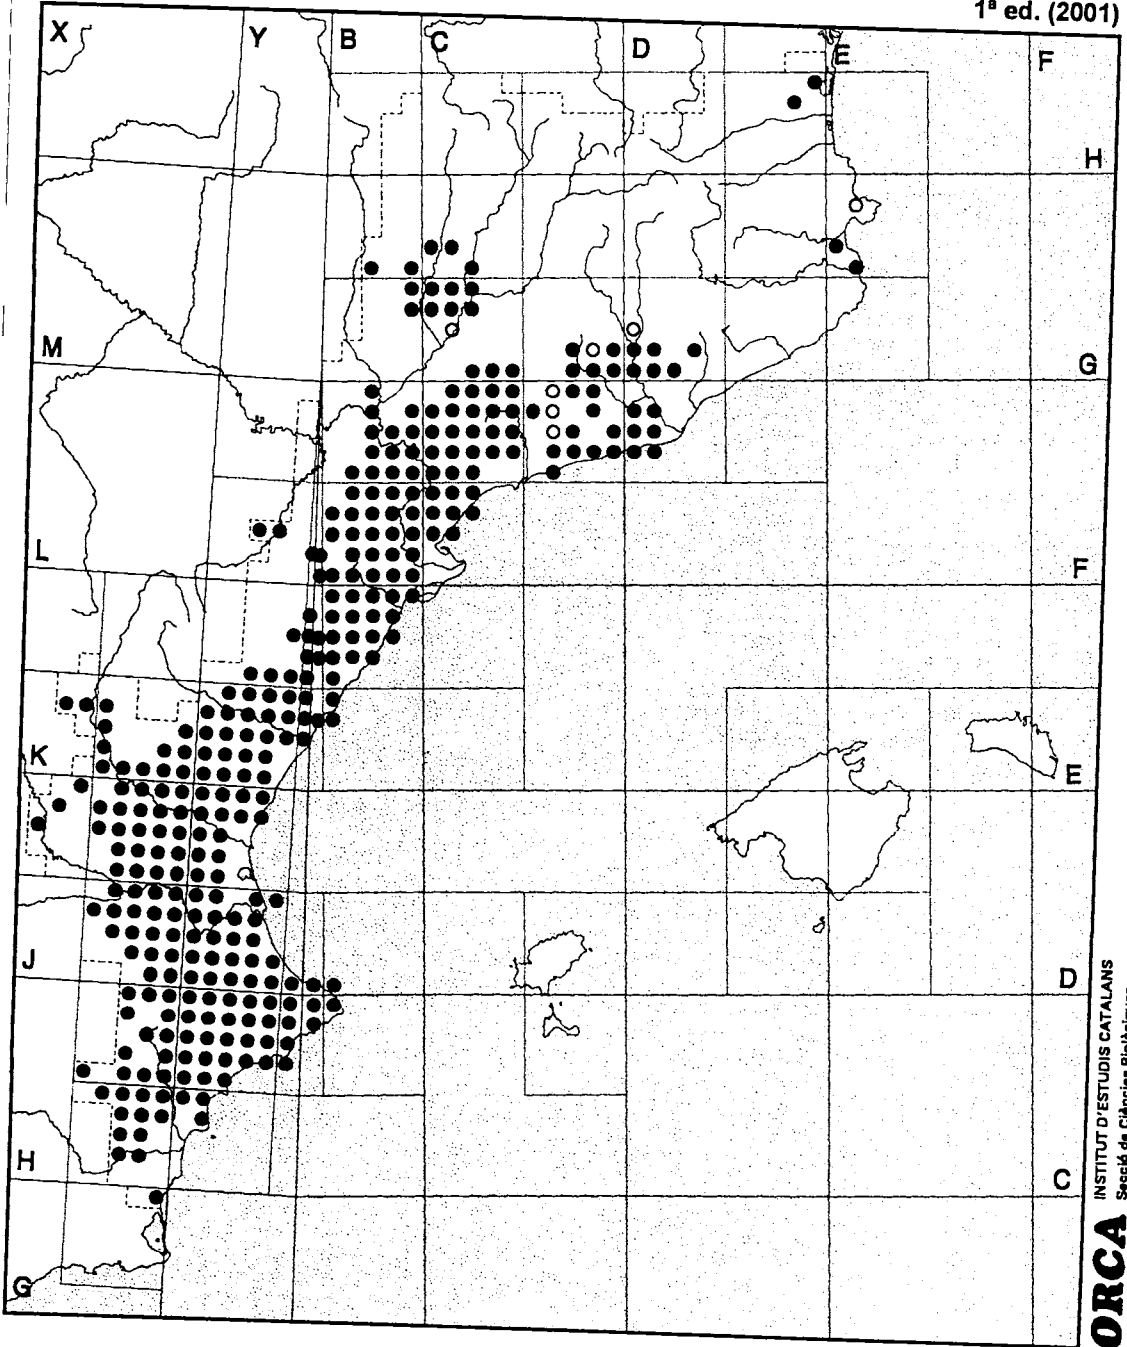 1ª ed. (2001)
X Y B C D E F
H
M G
L F
K E
J D
H C
G
ORCA INSTITUT D'ESTUDIS CATALANS